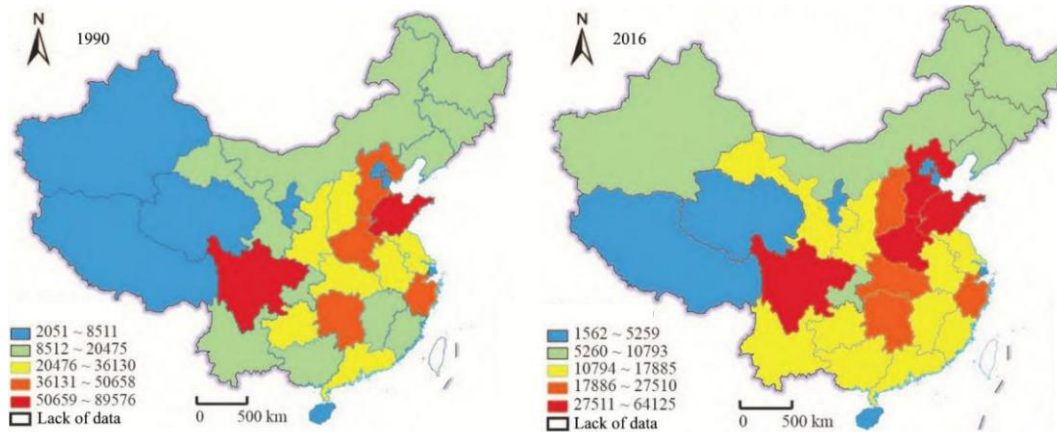 N
1990
2051 ~ 8511
8512 ~ 20475
20476 ~ 36130
36131 ~ 50658
50659 ~ 89576
Lack of data
0 500 km
N
2016
1562 ~ 5259
5260 ~ 10793
10794 ~ 17885
17886 ~ 27510
27511 ~ 64125
Lack of data
0 500 km